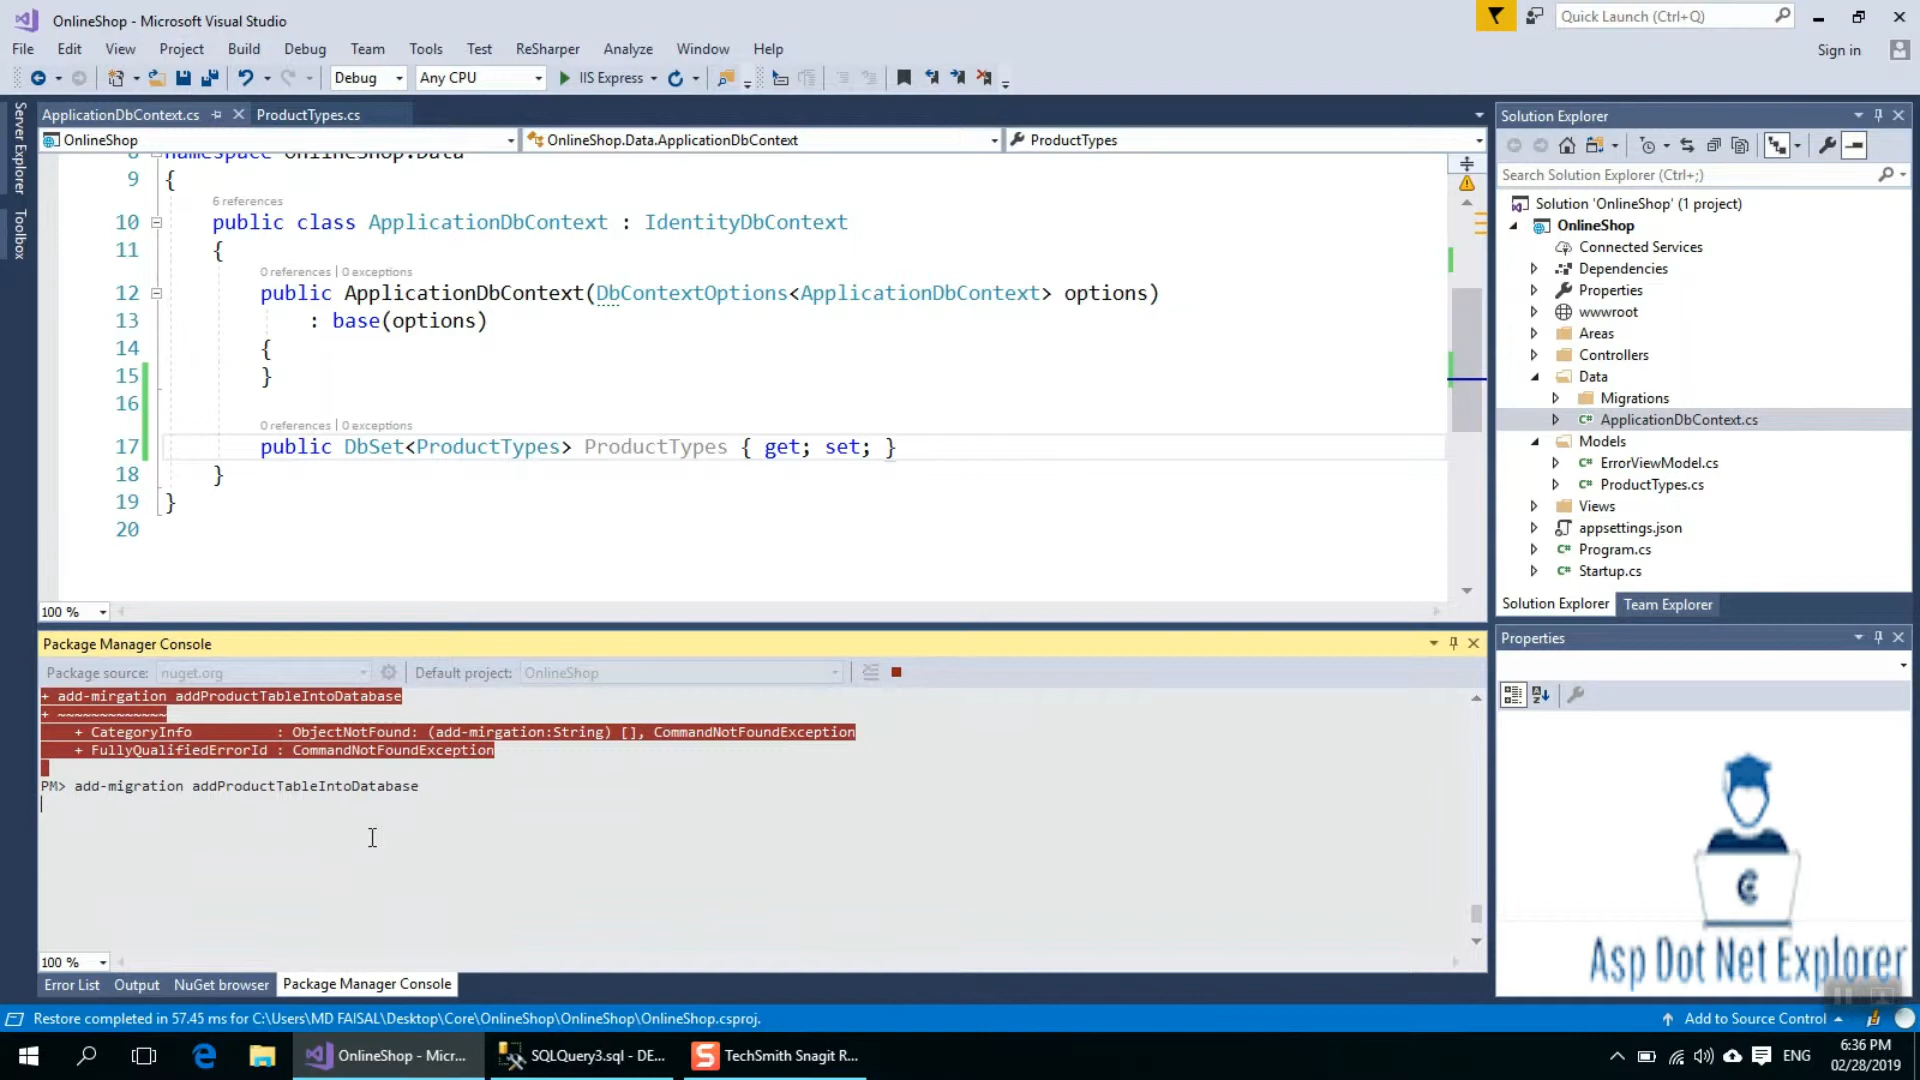 OnlineShop - Microsoft Visual Studio
Quick Launch (Ctrl+Q)
File Edit View Project Build Debug Team Tools Test ReSharper Analyze Window Help
Sign in
Debug Any CPU IIS Express
Server Explorer
Toolbox
ApplicationDbContext.cs ProductTypes.cs
OnlineShop OnlineShop.Data.ApplicationDbContext ProductTypes
8 namespace OnlineShop.Data
9 {
6 references
10 public class ApplicationDbContext : IdentityDbContext
11 {
0 references | 0 exceptions
12 public ApplicationDbContext(DbContextOptions<ApplicationDbContext> options)
13 : base(options)
14 {
15 }
16
0 references | 0 exceptions
17 public DbSet<ProductTypes> ProductTypes { get; set; }
18 }
19 }
20
100 %
Package Manager Console
Package source: nuget.org Default project: OnlineShop
+ add-mirgation addProductTableIntoDatabase
+ ~~~~~~~~~~~~~
+ CategoryInfo : ObjectNotFound: (add-mirgation:String) [], CommandNotFoundException
+ FullyQualifiedErrorId : CommandNotFoundException
PM> add-migration addProductTableIntoDatabase
100 %
Error List Output NuGet browser Package Manager Console
Solution Explorer
Search Solution Explorer (Ctrl+;)
Solution 'OnlineShop' (1 project)
OnlineShop
Connected Services
Dependencies
Properties
wwwroot
Areas
Controllers
Data
Migrations
C# ApplicationDbContext.cs
Models
C# ErrorViewModel.cs
C# ProductTypes.cs
Views
appsettings.json
C# Program.cs
C# Startup.cs
Solution Explorer Team Explorer
Properties
Asp Dot Net Explorer
Restore completed in 57.45 ms for C:\Users\MD FAISAL\Desktop\Core\OnlineShop\OnlineShop\OnlineShop.csproj.
Add to Source Control
OnlineShop - Micr... SQLQuery3.sql - DE... TechSmith Snagit R...
ENG
6:36 PM
02/28/2019